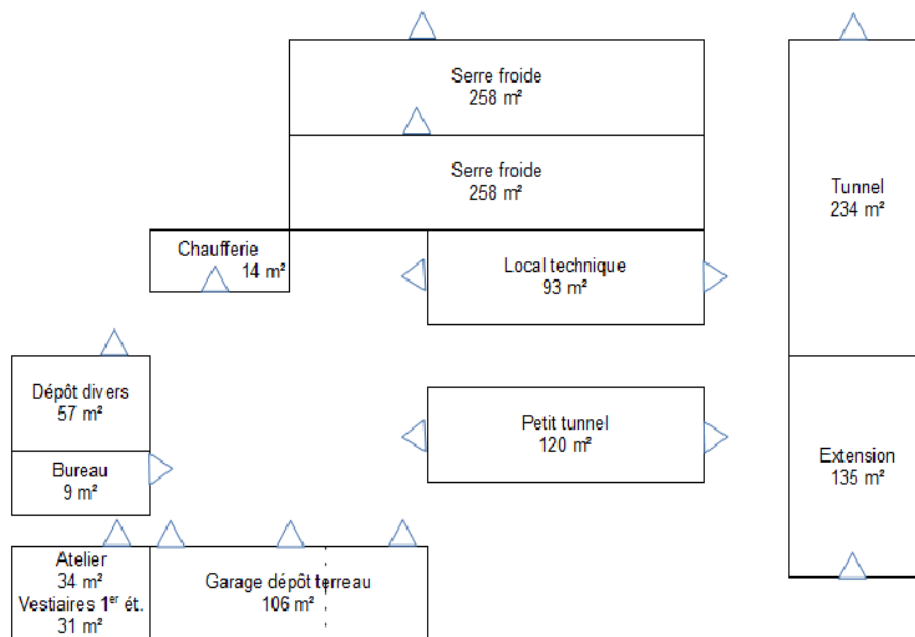 Serre froide
258 m²
Serre froide
258 m²
Tunnel
234 m²
Chaufferie
14 m²
Local technique
93 m²
Dépôt divers
57 m²
Petit tunnel
120 m²
Bureau
9 m²
Extension
135 m²
Atelier
34 m²
Vestiaires 1er ét.
31 m²
Garage dépôt terreau
106 m²